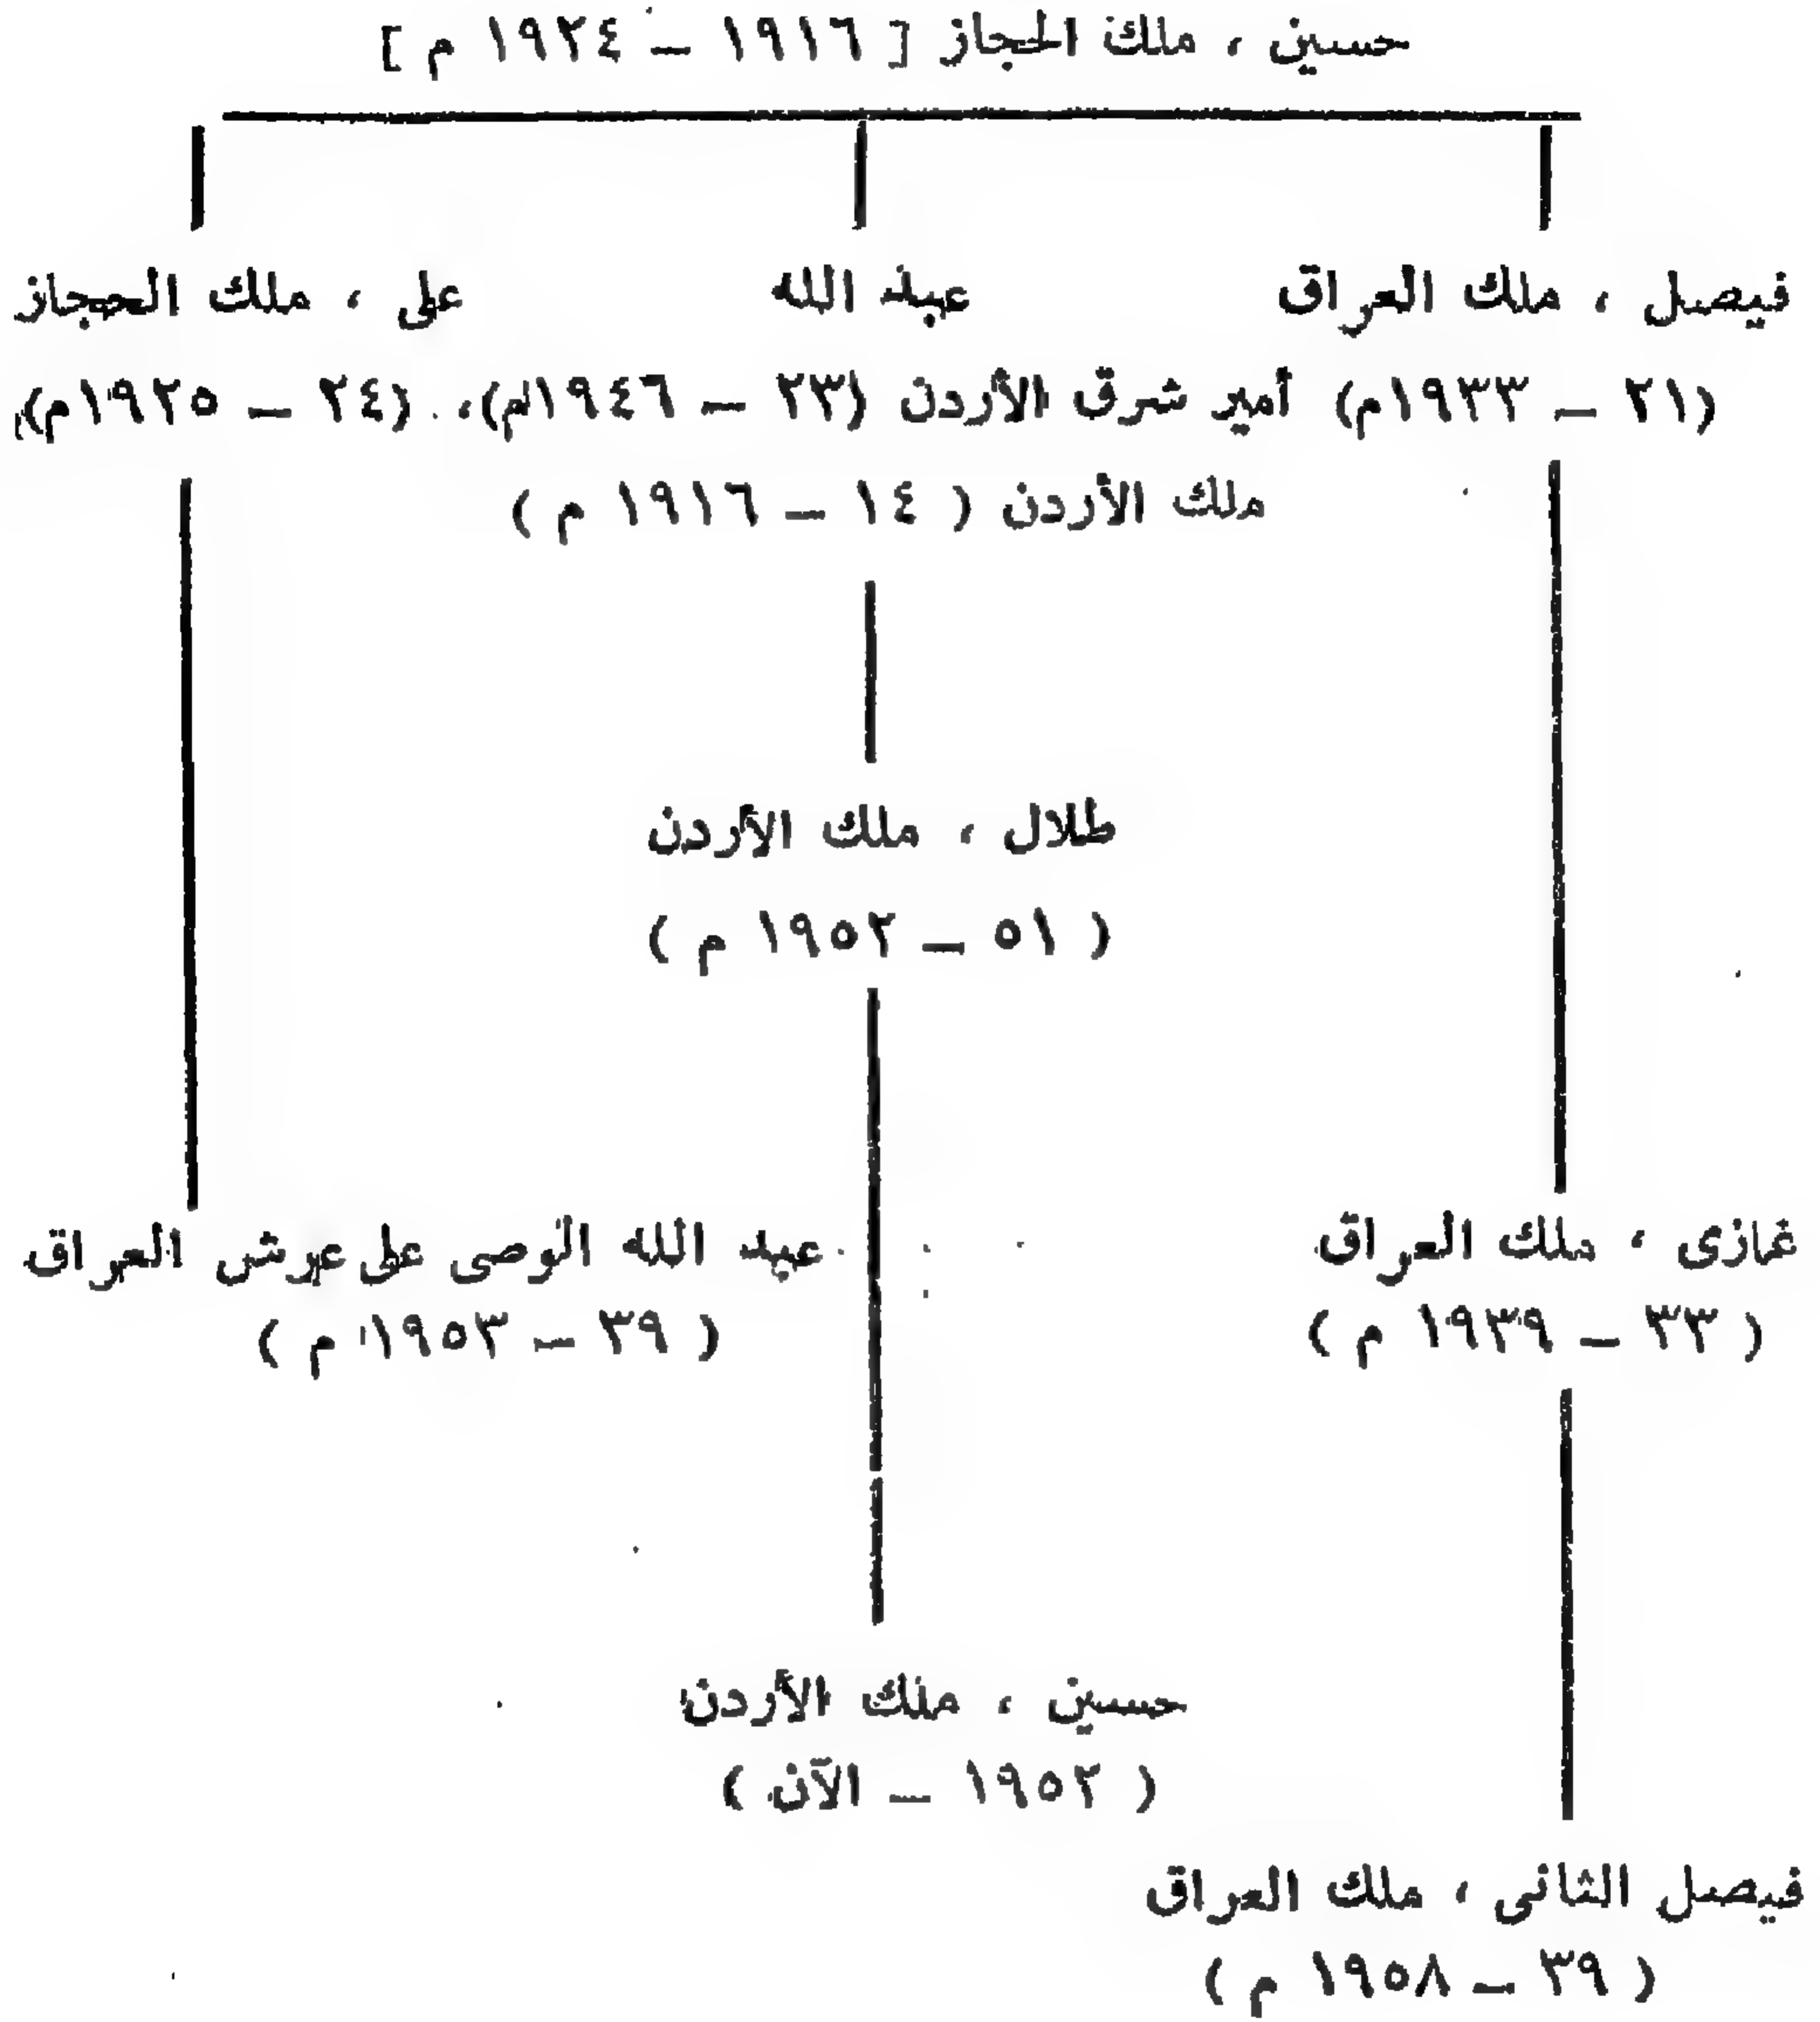 حسين ، ملك الحجاز [ ١٩١٦ – ١٩٢٤ م ]
فيصل ، ملك العراق عبد الله على ، ملك الحجاز
(٢١ – ١٩٣٣م) أمير شرق الأردن (٢٣ – ١٩٤٦م)، (٢٤ – ١٩٢٥م)
ملك الأردن ( ١٤ – ١٩١٦ م )
طلال ، ملك الأردن
( ٥١ – ١٩٥٢ م )
غازى ، ملك العراق عبد الله الوصى على عرش العراق
( ٣٣ – ١٩٣٩ م ) ( ٣٩ – ١٩٥٣ م )
حسين ، ملك الأردن
( ١٩٥٢ – الآن )
فيصل الثانى ، ملك العراق
( ٣٩ – ١٩٥٨ م )